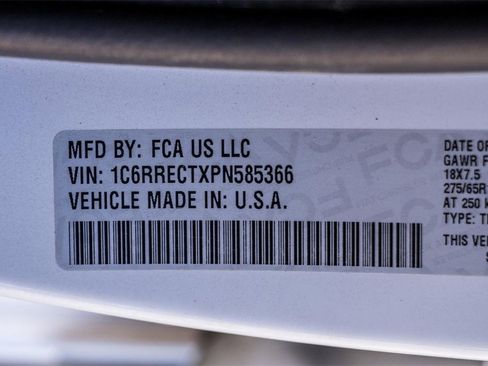 MFD BY: FCA US LLC
VIN: 1C6RRECTXPN585366
VEHICLE MADE IN: U.S.A.
DATE OF
GAWR F
18X7.5
275/65R
AT 250
TYPE: T
THIS VE